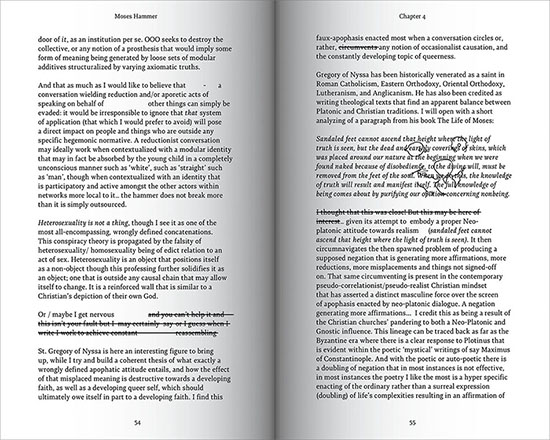 Moses Hammer
door of it, as an institution per se. OOO seeks to destroy the
collective, or any notion of a prosthesis that would imply some
form of meaning being generated by loose sets of modular
additives structuralized by varying axiomatic truths.
And that as much as I would like to believe that - a
conversation wielding reduction and/or aporetic acts of
speaking on behalf of other things can simply be
evaded: it would be irresponsible to ignore that that system
of application (that which I would prefer to avoid) will pose
a direct impact on people and things who are outside any
specific hegemonic normative. A reductionist conversation
may ideally work when contextualized with a modular identity
that may in fact be absorbed by the young child in a completely
unconscious manner such as 'white', such as 'straight' such
as 'man', though when contextualized with an identity that
is participatory and active amongst the other actors within
networks more local to it.. the hammer does not break more
than it is simply outsourced.
Heterosexuality is not a thing, though I see it as one of the
most all-encompassing, wrongly defined concatenations.
This conspiracy theory is propagated by the falsity of
heterosexuality/ homosexuality being of edict relation to an
act of sex. Heterosexuality is an object that positions itself
as a non-object though this professing further solidifies it as
an object; one that is outside any causal chain that may allow
itself to change. It is a reinforced wall that is similar to a
Christian's depiction of their own God.
Or / maybe I get nervous and you can't help it and
this isn't your fault but I may certainly say or I guess when I
write I work to achieve constant reassembling
St. Gregory of Nyssa is here an interesting figure to bring
up, while I try and build a coherent thesis of what exactly a
wrongly defined apophatic attitude entails, and how the effect
of that misplaced meaning is destructive towards a developing
faith, as well as a developing queer self, which should
ultimately owe itself in part to a developing faith. I find this
54
Chapter 4
faux-apophasis enacted most when a conversation circles or,
rather, circumvents any notion of occasionist causation, and
the constantly developing topic of queerness.
Gregory of Nyssa has been historically venerated as a saint in
Roman Catholicism, Eastern Orthodoxy, Oriental Orthodoxy,
Lutheranism, and Anglicanism. He has also been credited as
writing theological texts that find an apparent balance between
Platonic and Christian traditions. I will open with a short
analyzing of a paragraph from his book The Life of Moses:
Sandaled feet cannot ascend that height where the light of
truth is seen, but the dead and earthly covering of skins, which
was placed around our nature at the beginning when we were
found naked because of disobedience to the divine will, must be
removed from the feet of the soul. When we do this, the knowledge
of truth will result and manifest itself. The full knowledge of
being comes about by purifying our opinion concerning nonbeing.
I thought that this was close! But this may be here of
interest.. given its attempt to embody a proper Neo-
platonic attitude towards realism (sandaled feet cannot
ascend that height where the light of truth is seen). It then
circumnavigates the then spawned problem of producing a
supposed negation that is generating more affirmations, more
reductions, more misplacements and things not signed-off
on. That same circumventing is present in the contemporary
pseudo-correlationist/pseudo-realist Christian mindset
that has asserted a distinct masculine force over the screen
of apophasis enacted by neo-platonic dialogue. A negation
generating more affirmations... I credit this as being a result of
the Christian churches' pandering to both a Neo-Platonic and
Gnostic influence. This lineage can be traced back as far as the
Byzantine era where there is a clear response to Plotinus that
is evident within the poetic 'mystical' writings of say Maximus
of Constantinople. And with the poetic or auto-poetic there is
a doubling of negation that in most instances is not effective,
in most instances the poetry I like the most is a hyper specific
enacting of the ordinary rather than a surreal expression
(doubling) of life's complexities resulting in an affirmation of
55